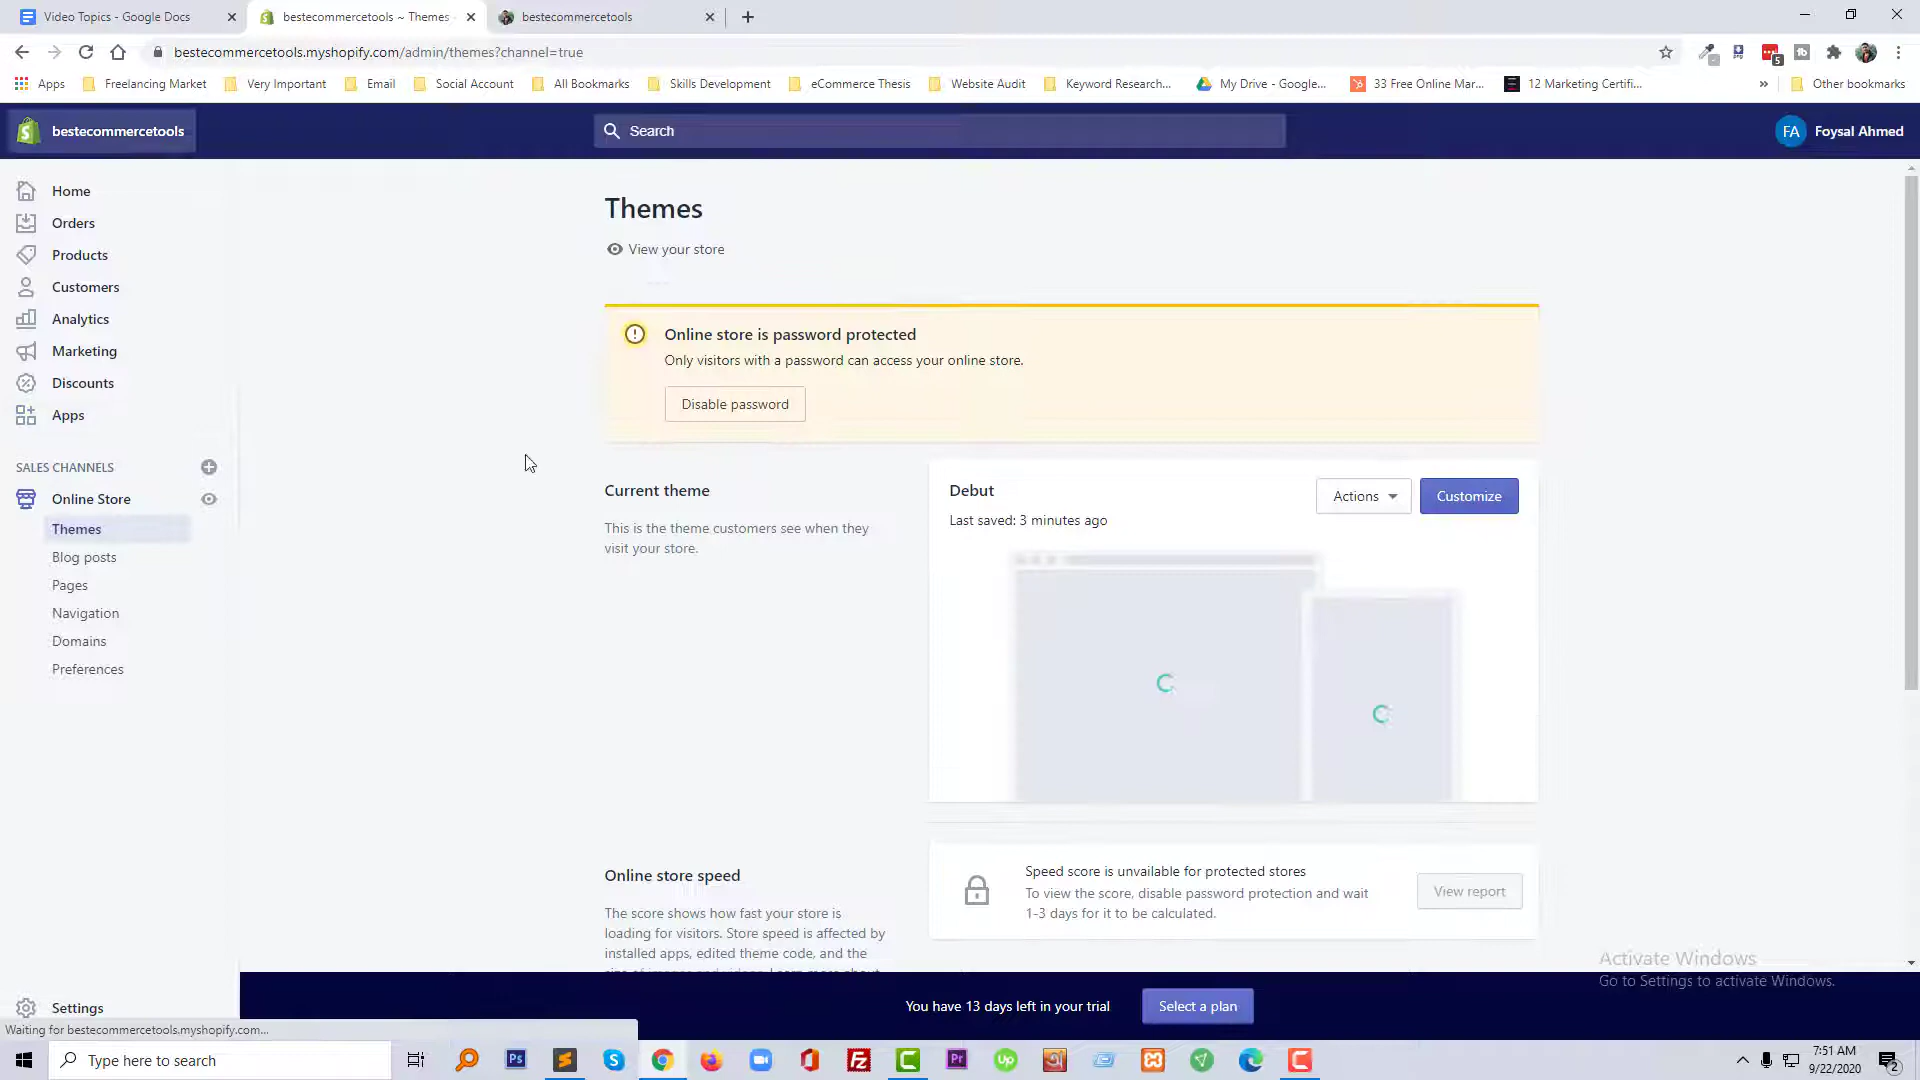 Video Topics - Google Docs
bestecommercetools ~ Themes
bestecommercetools
bestecommercetools.myshopify.com/admin/themes?channel=true
5
Apps
Freelancing Market
Very Important
Email
Social Account
All Bookmarks
Skills Development
eCommerce Thesis
Website Audit
Keyword Research...
My Drive - Google...
33 Free Online Mar...
12 Marketing Certifi...
»
Other bookmarks
bestecommercetools
Search
FA
Foysal Ahmed
Home
Orders
Products
Customers
Analytics
Marketing
Discounts
Apps
SALES CHANNELS
Online Store
Themes
Blog posts
Pages
Navigation
Domains
Preferences
Settings
Themes
View your store
Online store is password protected
Only visitors with a password can access your online store.
Disable password
Current theme
This is the theme customers see when they
visit your store.
Debut
Last saved: 3 minutes ago
Actions
Customize
Online store speed
The score shows how fast your store is
loading for visitors. Store speed is affected by
installed apps, edited theme code, and the
Speed score is unavailable for protected stores
To view the score, disable password protection and wait
1-3 days for it to be calculated.
View report
Activate Windows
Go to Settings to activate Windows.
You have 13 days left in your trial
Select a plan
Waiting for bestecommercetools.myshopify.com...
Type here to search
Ps
Pr
Up
7:51 AM
9/22/2020
2